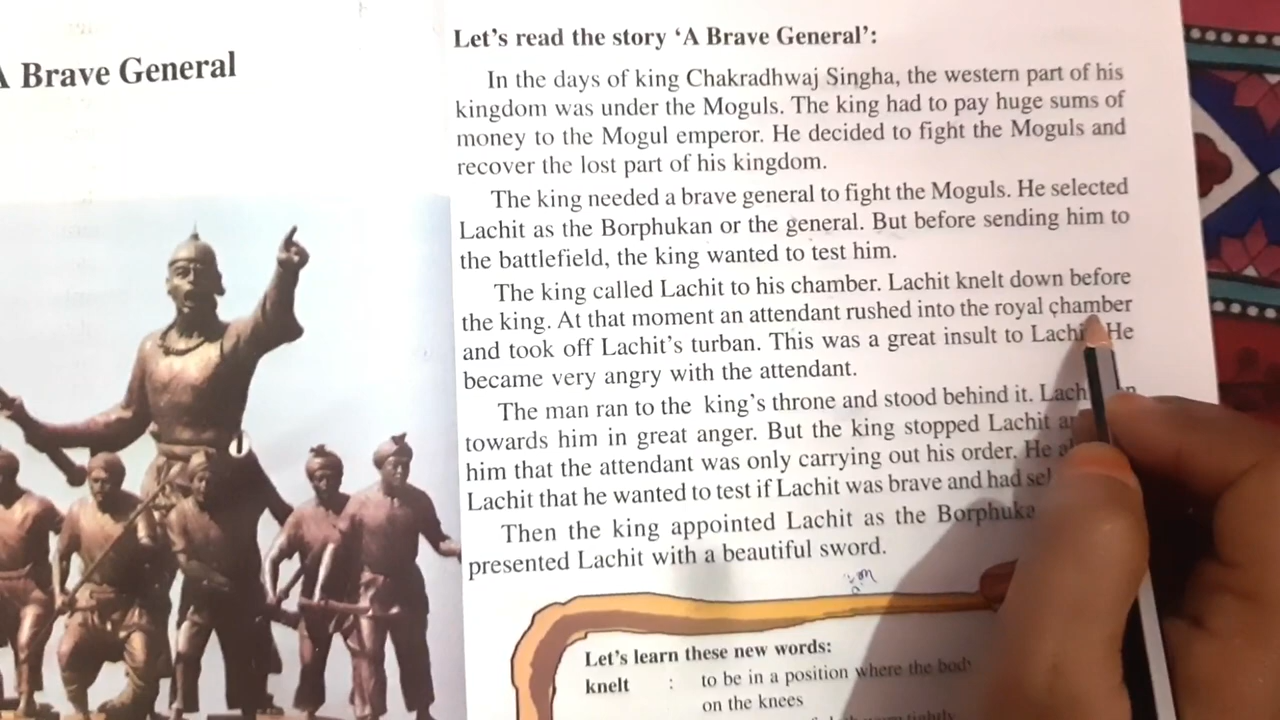 A Brave General
Let's read the story 'A Brave General':
In the days of king Chakradhwaj Singha, the western part of his
kingdom was under the Moguls. The king had to pay huge sums of
money to the Mogul emperor. He decided to fight the Moguls and
recover the lost part of his kingdom.
The king needed a brave general to fight the Moguls. He selected
Lachit as the Borphukan or the general. But before sending him to
the battlefield, the king wanted to test him.
The king called Lachit to his chamber. Lachit knelt down before
the king. At that moment an attendant rushed into the royal chamber
and took off Lachit's turban. This was a great insult to He
became very angry with the attendant.
The man ran to the king's throne and stood behind it.
towards him in great anger. But the king stopped Lachit
him that the attendant was only carrying out his order. He
Lachit that he wanted to test if Lachit was brave and had
Then the king appointed Lachit as the
presented Lachit with a beautiful sword.
Let's learn these new words:
knelt : to be in a position where the
on the knees